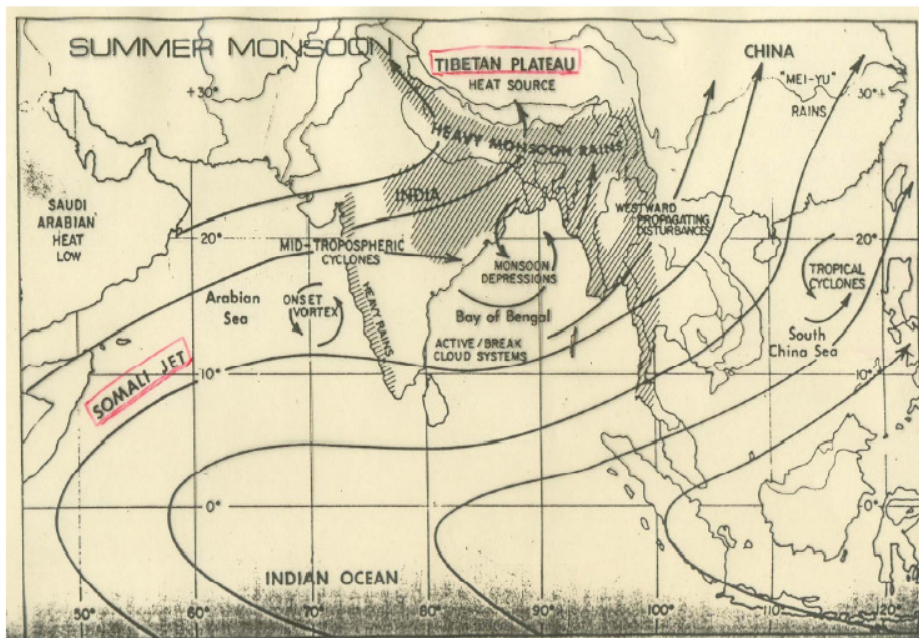 SUMMER MONSOON
TIBETAN PLATEAU
HEAT SOURCE
CHINA
"MEI-YU"
RAINS
+30°
30°+
HEAVY MONSOON RAINS
SAUDI
ARABIAN
HEAT
LOW
INDIA
WESTWARD
PROPAGATING
DISTURBANCES
20°
20°
MID-TROPOSPHERIC
CYCLONES
MONSOON
DEPRESSIONS
TROPICAL
CYCLONES
Arabian
Sea
ONSET
VORTEX
HEAVY RAINS
Bay of Bengal
ACTIVE/BREAK
CLOUD SYSTEMS
South
China Sea
SOMALI JET
10°
10°
0°
0°
INDIAN OCEAN
50°
60°
70°
80°
90°
100°
110°
120°